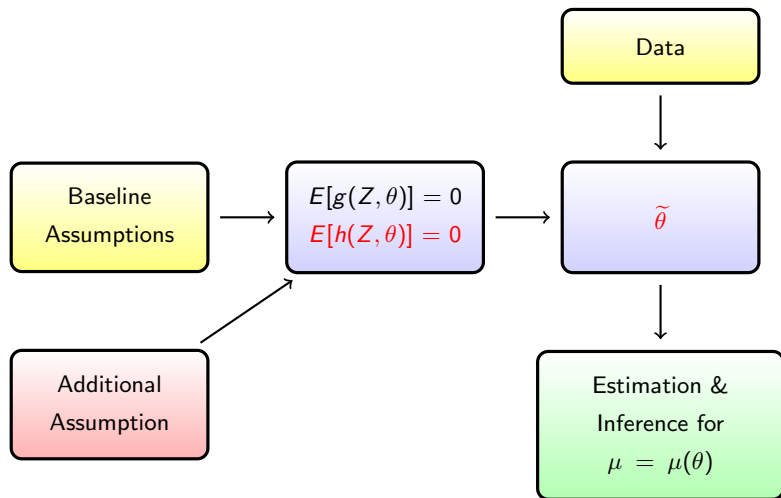 Data
Baseline
Assumptions
E[g(Z, θ)] = 0
E[h(Z, θ)] = 0
θ̃
Additional
Assumption
Estimation &
Inference for
μ = μ(θ)